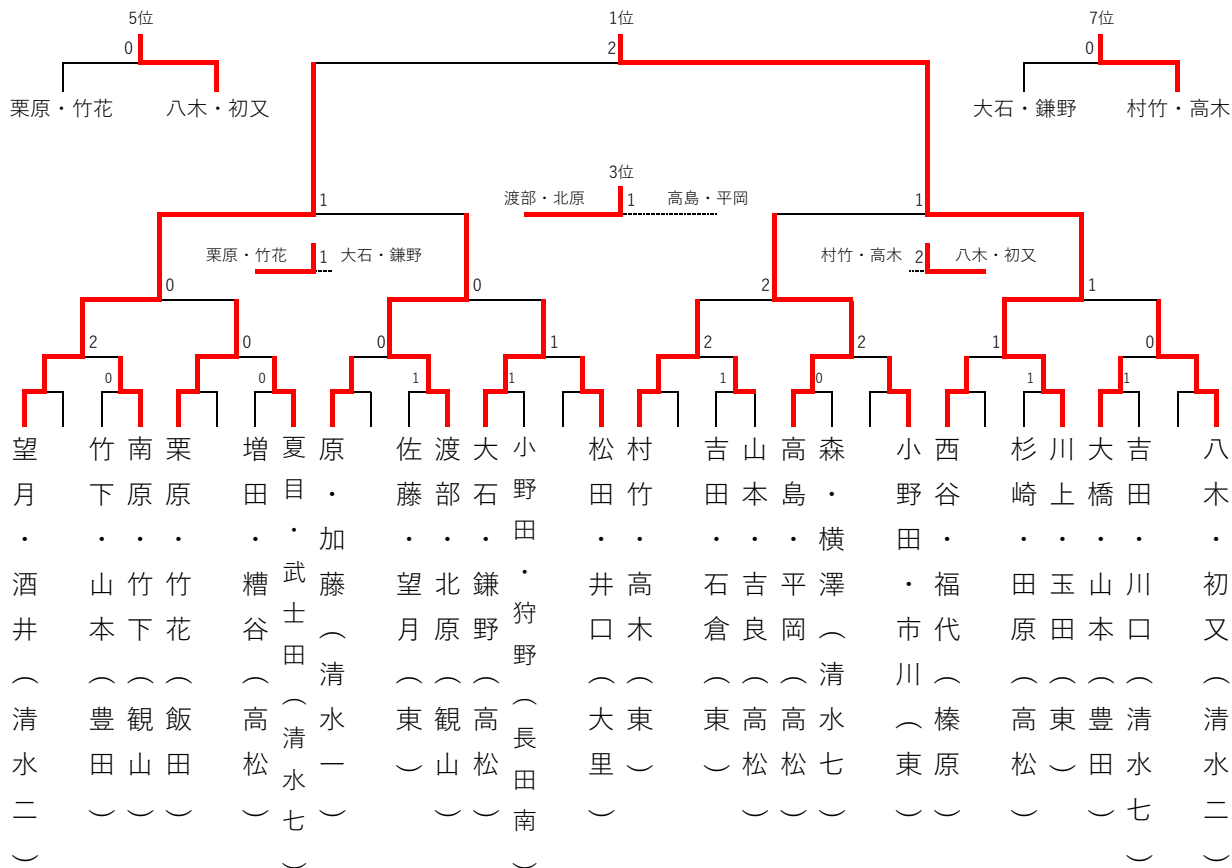 5位
1位
7位
0
2
0
栗原・竹花
八木・初又
大石・鎌野
村竹・高木
3位
渡部・北原
1
高島・平岡
1
1
栗原・竹花
1
大石・鎌野
村竹・高木
2
八木・初又
0
0
2
1
2
0
0
1
2
2
1
0
0
0
1
1
1
0
1
1
望月・酒井（清水二）
竹下・山本（豊田）
南原・竹下（観山）
栗原・竹花（飯田）
増田・糟谷（高松）
夏目・武士田（清水七）
原・加藤（清水一）
佐藤・望月（東）
渡部・北原（観山）
大石・鎌野（高松）
小野田・狩野（長田南）
松田・井口（大里）
村竹・高木（東）
吉田・石倉（東）
山本・吉良（高松）
高島・平岡（高松）
森・横澤（清水七）
小野田・市川（東）
西谷・福代（榛原）
杉崎・田原（高松）
川上・玉田（東）
大橋・山本（豊田）
吉田・川口（清水七）
八木・初又（清水二）